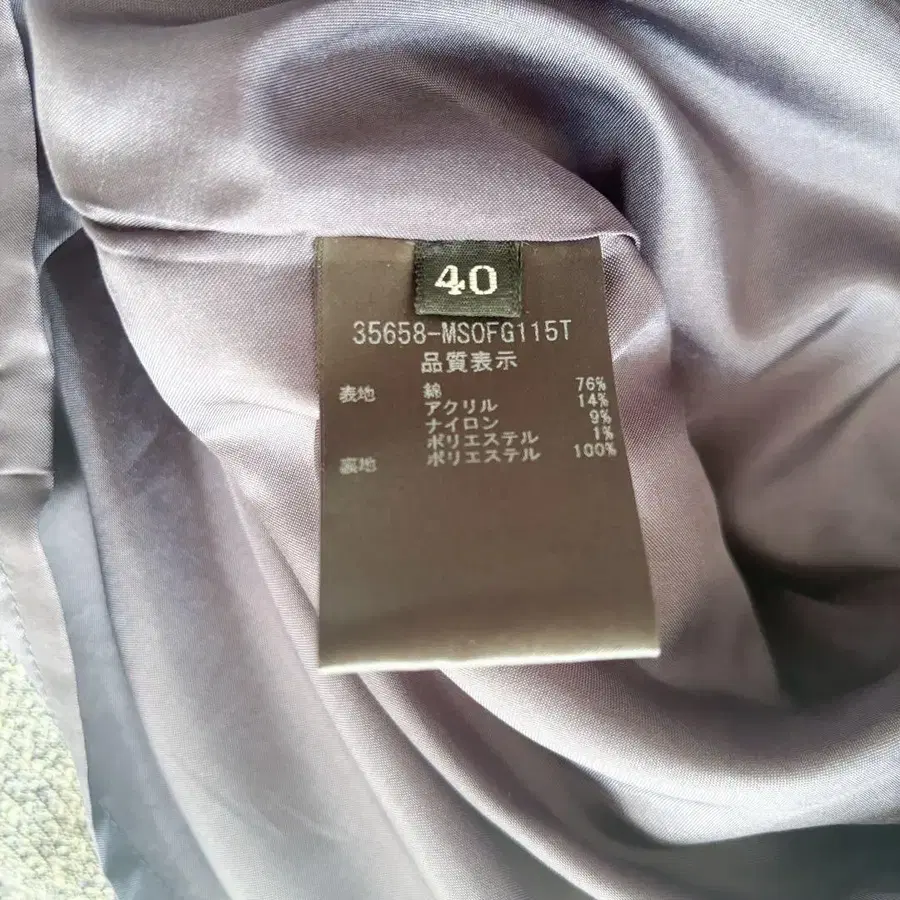 40
35658-MSOFG115T
品質表示
表地 綿 76%
アクリル 14%
ナイロン 9%
ポリエステル 1%
裏地 ポリエステル 100%